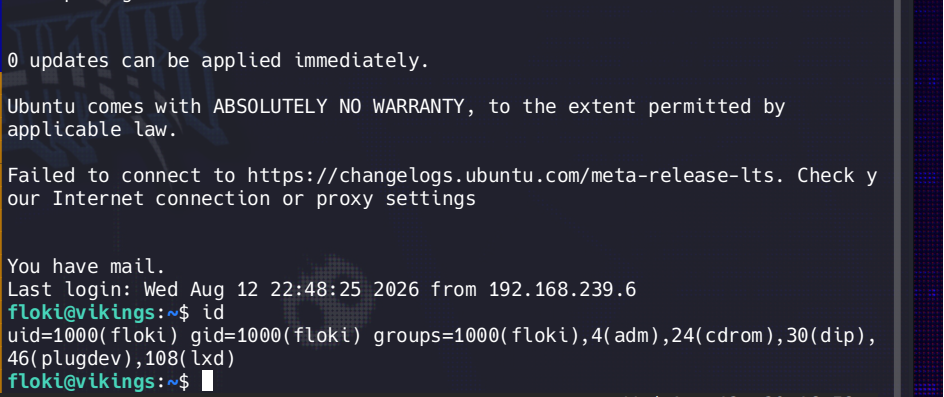 0 updates can be applied immediately.
Ubuntu comes with ABSOLUTELY NO WARRANTY, to the extent permitted by
applicable law.
Failed to connect to https://changelogs.ubuntu.com/meta-release-lts. Check y
our Internet connection or proxy settings
You have mail.
Last login: Wed Aug 12 22:48:25 2026 from 192.168.239.6
floki@vikings:~$ id
uid=1000(floki) gid=1000(floki) groups=1000(floki),4(adm),24(cdrom),30(dip),
46(plugdev),108(lxd)
floki@vikings:~$